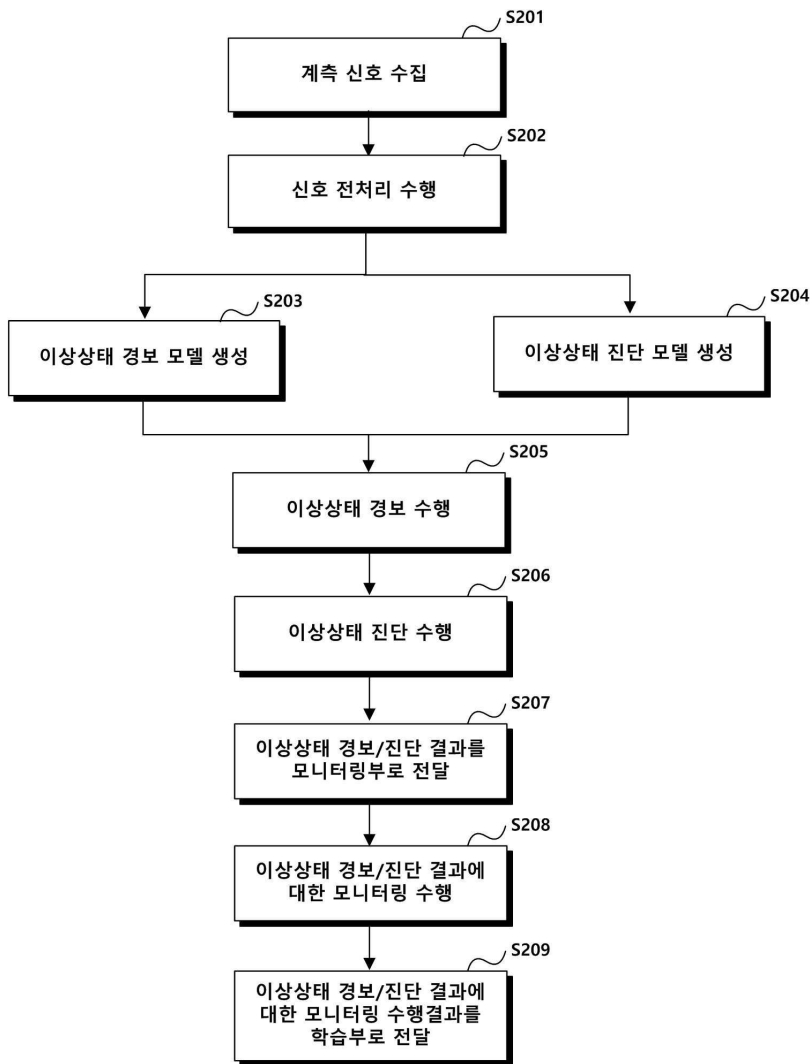 S201
계측 신호 수집
S202
신호 전처리 수행
S203
이상상태 경보 모델 생성
S204
이상상태 진단 모델 생성
S205
이상상태 경보 수행
S206
이상상태 진단 수행
S207
이상상태 경보/진단 결과를
모니터링부로 전달
S208
이상상태 경보/진단 결과에
대한 모니터링 수행
S209
이상상태 경보/진단 결과에
대한 모니터링 수행결과를
학습부로 전달